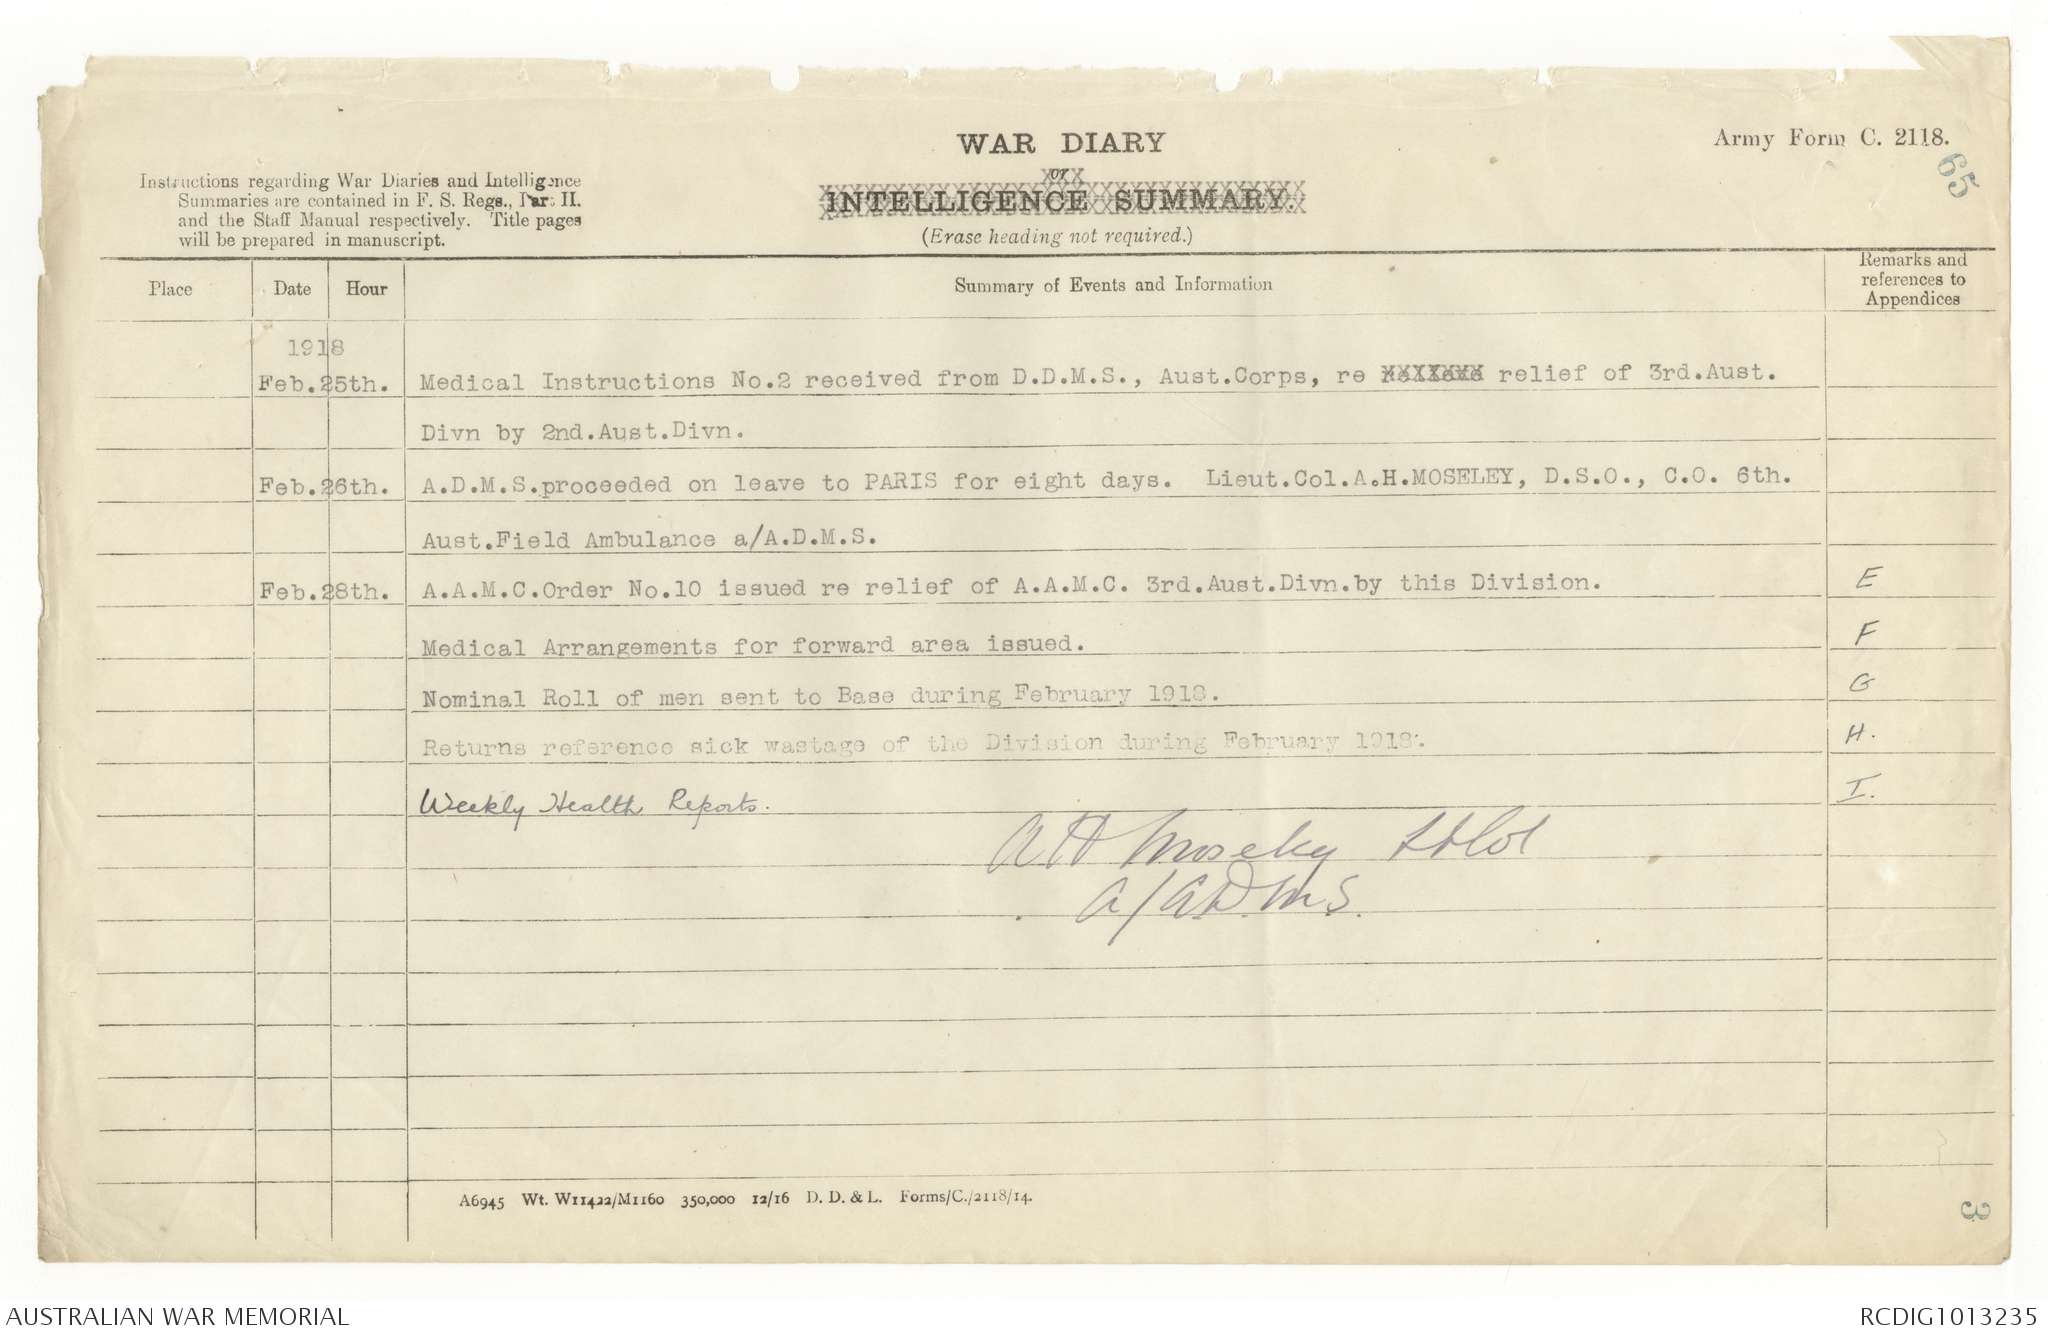 WAR DIARY
or
INTELLIGENCE SUMMARY.
(Erase heading not required.)
Army Form C. 2118.
65
Instructions regarding War Diaries and Intelligence
Summaries are contained in F. S. Regs., Part II.
and the Staff Manual respectively. Title pages
will be prepared in manuscript.
Place Date Hour Summary of Events and Information Remarks and references to Appendices
1918
Feb.25th. Medical Instructions No.2 received from D.D.M.S., Aust.Corps, re relief of 3rd.Aust.
Divn by 2nd.Aust.Divn.
Feb.26th. A.D.M.S.proceeded on leave to PARIS for eight days. Lieut.Col.A.H.MOSELEY, D.S.O., C.O. 6th.
Aust.Field Ambulance a/A.D.M.S.
Feb.28th. A.A.M.C.Order No.10 issued re relief of A.A.M.C. 3rd.Aust.Divn.by this Division. E
Medical Arrangements for forward area issued. F
Nominal Roll of men sent to Base during February 1918. G
Returns reference sick wastage of the Division during February 1918. H.
Weekly Health Reports. I.
A H Moseley Lt Col
a/A.D.M.S.
A6945 Wt. W11422/M1160 350,000 12/16 D. D. & L. Forms/C./2118/14.
3
AUSTRALIAN WAR MEMORIAL
RCDIG1013235